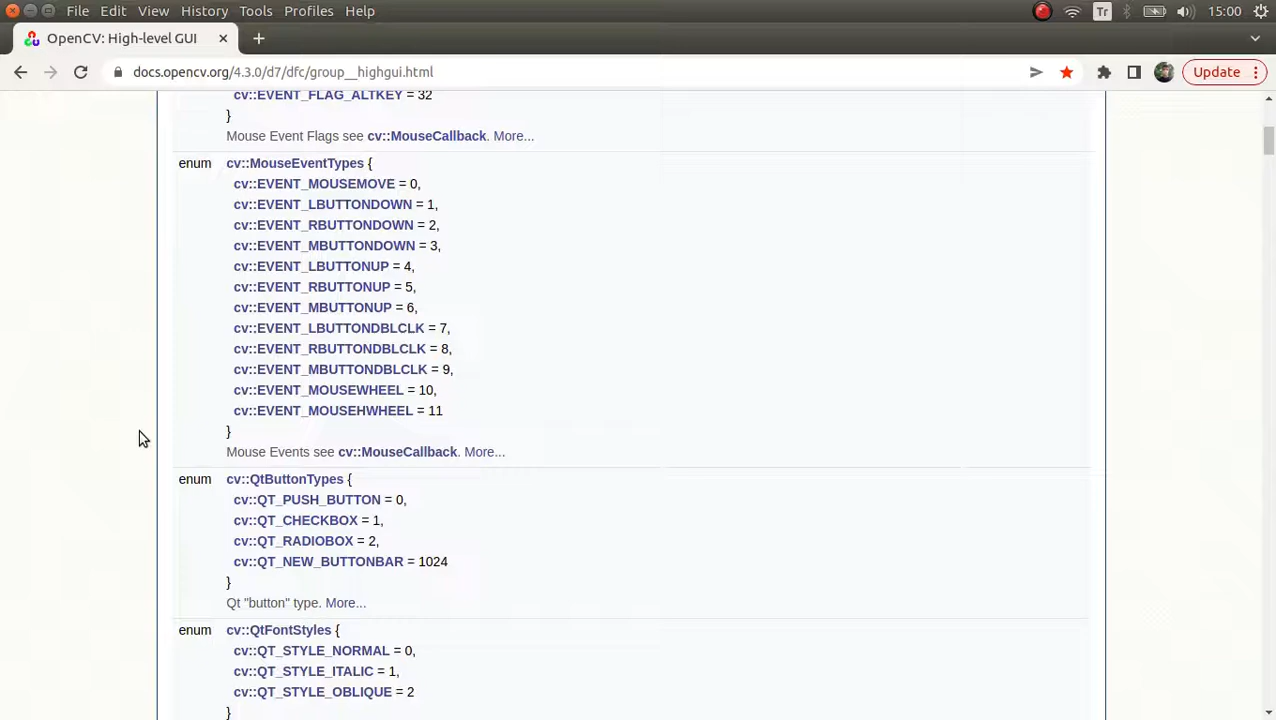 File Edit View History Tools Profiles Help Tr 15:00
OpenCV: High-level GUI
docs.opencv.org/4.3.0/d7/dfc/group__highgui.html Update
cv::EVENT_FLAG_ALTKEY = 32
}
Mouse Event Flags see cv::MouseCallback. More...
enum cv::MouseEventTypes {
cv::EVENT_MOUSEMOVE = 0,
cv::EVENT_LBUTTONDOWN = 1,
cv::EVENT_RBUTTONDOWN = 2,
cv::EVENT_MBUTTONDOWN = 3,
cv::EVENT_LBUTTONUP = 4,
cv::EVENT_RBUTTONUP = 5,
cv::EVENT_MBUTTONUP = 6,
cv::EVENT_LBUTTONDBLCLK = 7,
cv::EVENT_RBUTTONDBLCLK = 8,
cv::EVENT_MBUTTONDBLCLK = 9,
cv::EVENT_MOUSEWHEEL = 10,
cv::EVENT_MOUSEHWHEEL = 11
}
Mouse Events see cv::MouseCallback. More...
enum cv::QtButtonTypes {
cv::QT_PUSH_BUTTON = 0,
cv::QT_CHECKBOX = 1,
cv::QT_RADIOBOX = 2,
cv::QT_NEW_BUTTONBAR = 1024
}
Qt "button" type. More...
enum cv::QtFontStyles {
cv::QT_STYLE_NORMAL = 0,
cv::QT_STYLE_ITALIC = 1,
cv::QT_STYLE_OBLIQUE = 2
}